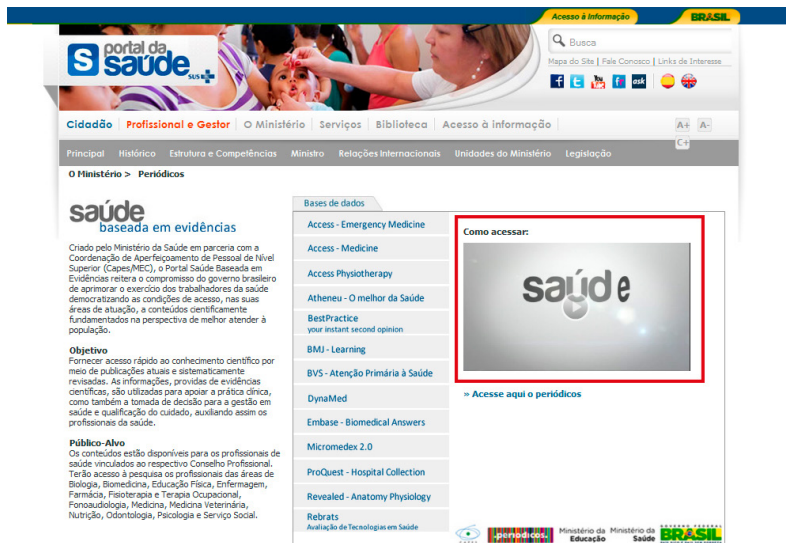 Acesso à Informação
BRASIL
portal da
saúde
SUS
Busca
Mapa do Site | Fale Conosco | Links de Interesse
ask
Cidadão | Profissional e Gestor | O Ministério | Serviços | Biblioteca | Acesso à informação
A+ A-
C+
Principal Histórico Estrutura e Competências Ministro Relações Internacionais Unidades do Ministério Legislação
O Ministério > Periódicos
saúde
baseada em evidências
Criado pelo Ministério da Saúde em parceria com a
Coordenação de Aperfeiçoamento de Pessoal de Nível
Superior (Capes/MEC), o Portal Saúde Baseada em
Evidências reitera o compromisso do governo brasileiro
de aprimorar o exercício dos trabalhadores da saúde
democratizando as condições de acesso, nas suas
áreas de atuação, a conteúdos cientificamente
fundamentados na perspectiva de melhor atender à
população.
Objetivo
Fornecer acesso rápido ao conhecimento científico por
meio de publicações atuais e sistematicamente
revisadas. As informações, providas de evidências
científicas, são utilizadas para apoiar a prática clínica,
como também a tomada de decisão para a gestão em
saúde e qualificação do cuidado, auxiliando assim os
profissionais da saúde.
Público-Alvo
Os conteúdos estão disponíveis para os profissionais de
saúde vinculados ao respectivo Conselho Profissional.
Terão acesso à pesquisa os profissionais das áreas de
Biologia, Biomedicina, Educação Física, Enfermagem,
Farmácia, Fisioterapia e Terapia Ocupacional,
Fonoaudiologia, Medicina, Medicina Veterinária,
Nutrição, Odontologia, Psicologia e Serviço Social.
Bases de dados
Access - Emergency Medicine
Access - Medicine
Access Physiotherapy
Atheneu - O melhor da Saúde
BestPractice
your instant second opinion
BMJ - Learning
BVS - Atenção Primária à Saúde
DynaMed
Embase - Biomedical Answers
Micromedex 2.0
ProQuest - Hospital Collection
Revealed - Anatomy Physiology
Rebrats
Avaliação de Tecnologias em Saúde
Como acessar:
saúde
» Acesse aqui o periódicos
.periodicos.
Ministério da
Educação
Ministério da
Saúde
GOVERNO FEDERAL
BRASIL